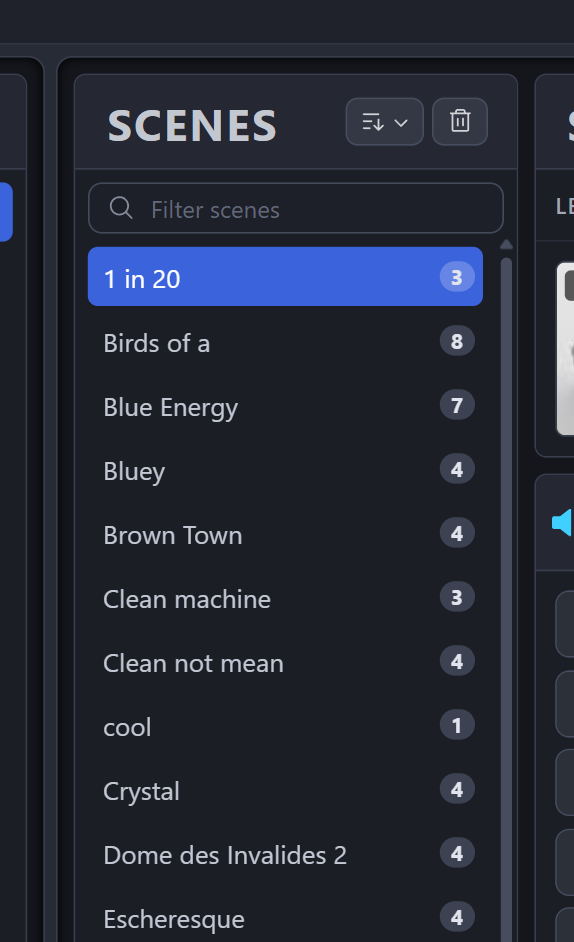 SCENES
Filter scenes
1 in 20 3
Birds of a 8
Blue Energy 7
Bluey 4
Brown Town 4
Clean machine 3
Clean not mean 4
cool 1
Crystal 4
Dome des Invalides 2 4
Escheresque 4